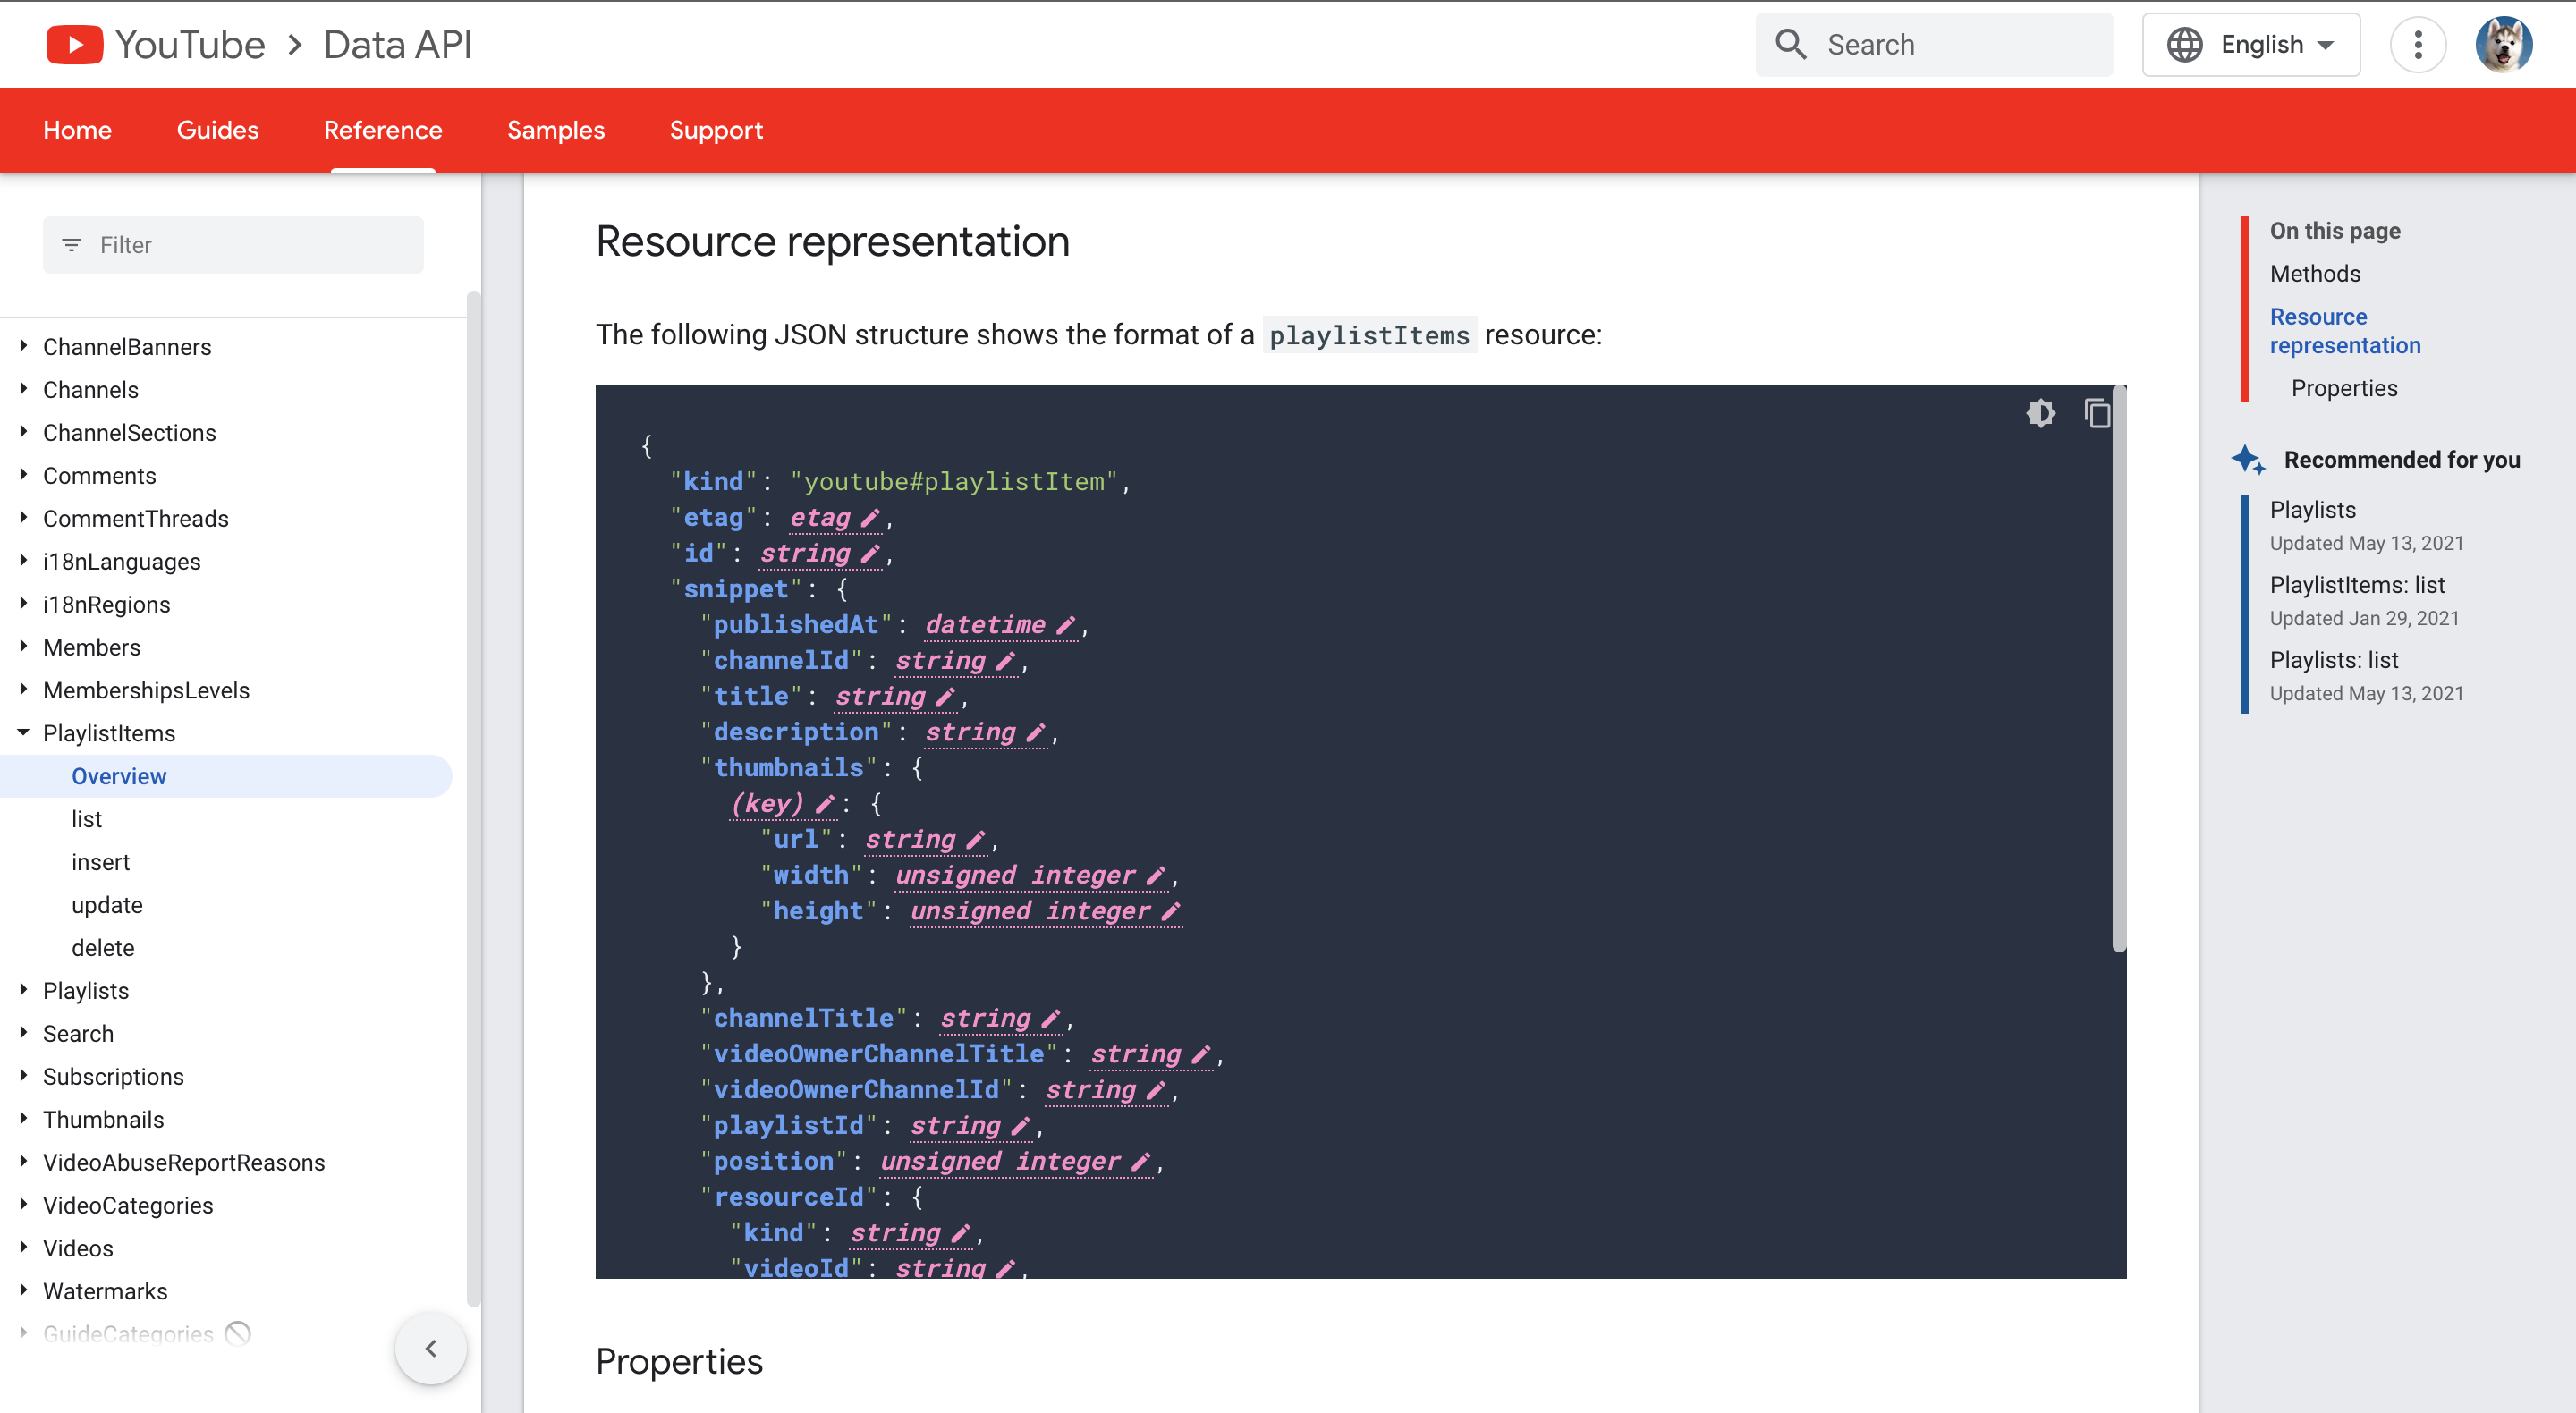 YouTube > Data API
Search
English
Home
Guides
Reference
Samples
Support
Filter
ChannelBanners
Channels
ChannelSections
Comments
CommentThreads
i18nLanguages
i18nRegions
Members
MembershipsLevels
PlaylistItems
Overview
list
insert
update
delete
Playlists
Search
Subscriptions
Thumbnails
VideoAbuseReportReasons
VideoCategories
Videos
Watermarks
GuideCategories
Resource representation
The following JSON structure shows the format of a playlistItems resource:
{
"kind": "youtube#playlistItem",
"etag": etag,
"id": string,
"snippet": {
"publishedAt": datetime,
"channelId": string,
"title": string,
"description": string,
"thumbnails": {
(key): {
"url": string,
"width": unsigned integer,
"height": unsigned integer
}
},
"channelTitle": string,
"videoOwnerChannelTitle": string,
"videoOwnerChannelId": string,
"playlistId": string,
"position": unsigned integer,
"resourceId": {
"kind": string,
"videoId": string,
Properties
On this page
Methods
Resource
representation
Properties
Recommended for you
Playlists
Updated May 13, 2021
PlaylistItems: list
Updated Jan 29, 2021
Playlists: list
Updated May 13, 2021